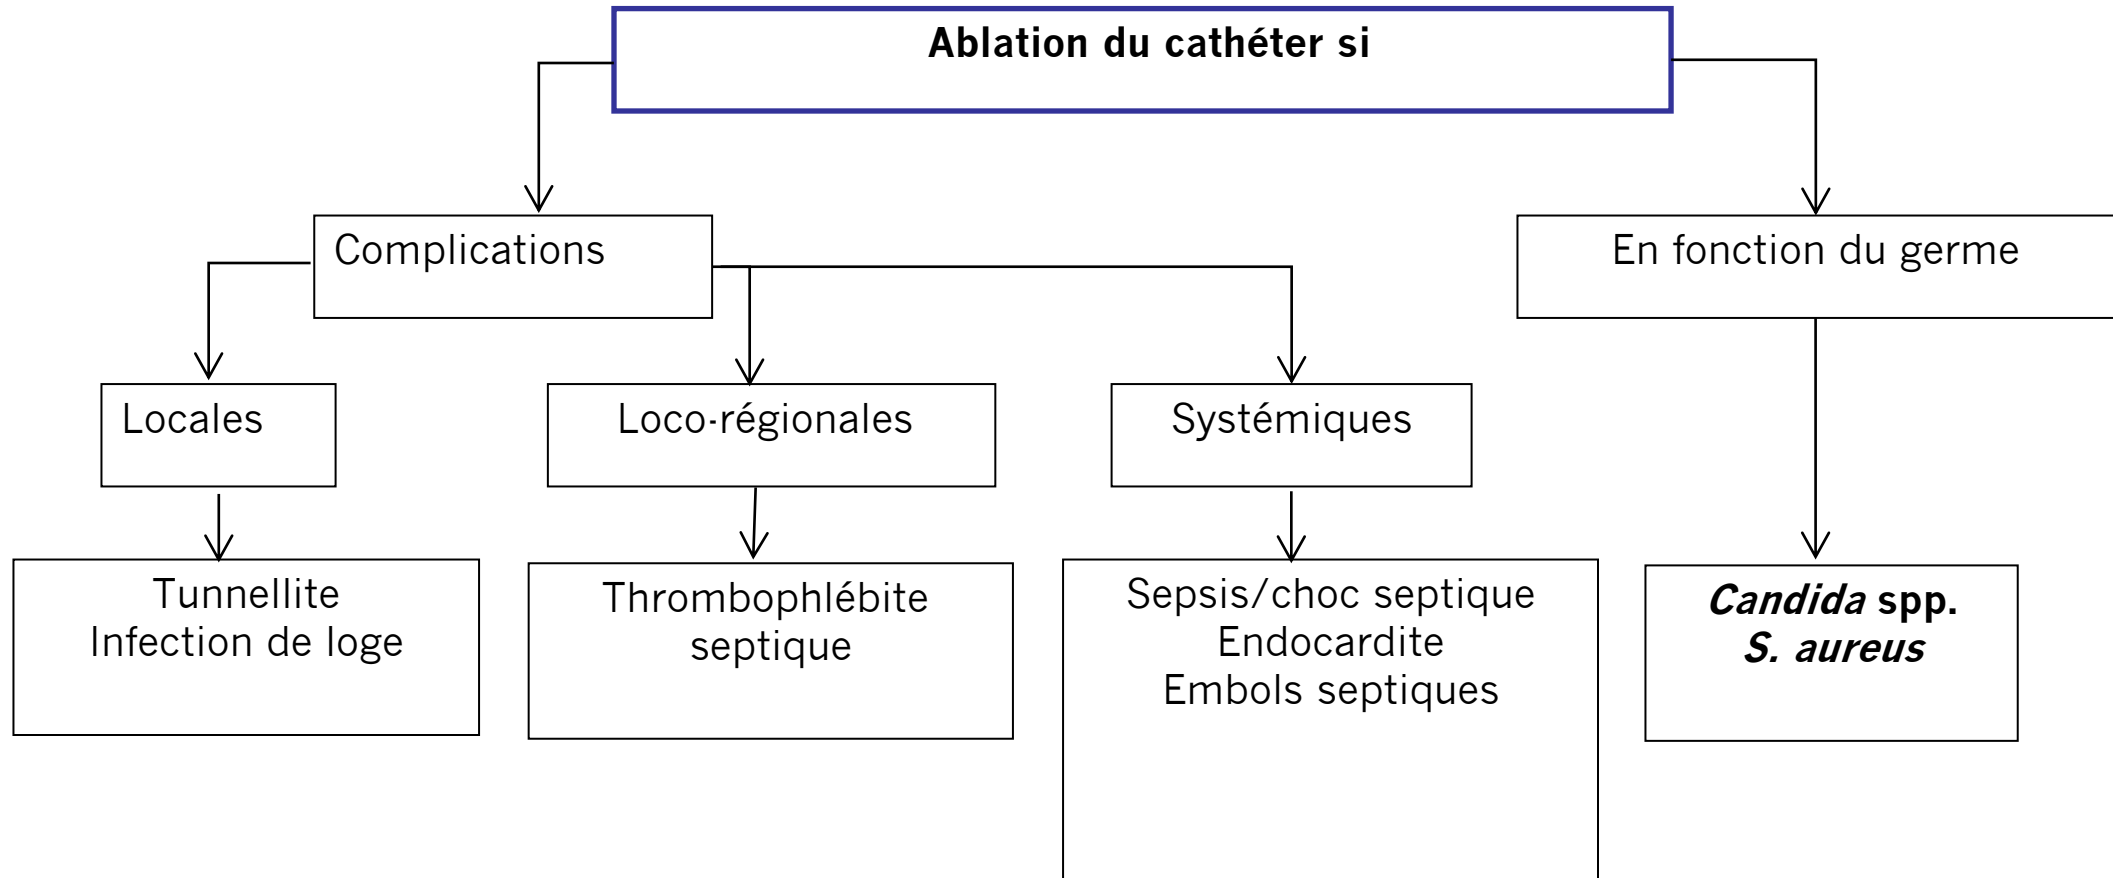 Ablation du cathéter si
Complications
En fonction du germe
Locales
Loco-régionales
Systémiques
Tunnellite
Infection de loge
Thrombophlébite
septique
Sepsis/choc septique
Endocardite
Embols septiques
Candida spp.
S. aureus